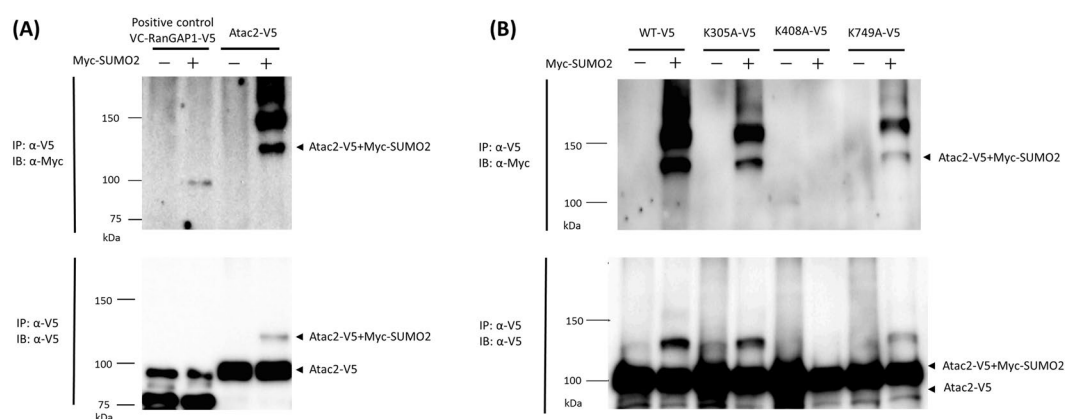 (A)
Positive control
VC-RanGAP1-V5
Atac2-V5
Myc-SUMO2
− + − +
150
100
75
kDa
IP: α-V5
IB: α-Myc
Atac2-V5+Myc-SUMO2
150
100
75
kDa
IP: α-V5
IB: α-V5
Atac2-V5+Myc-SUMO2
Atac2-V5
(B)
WT-V5 K305A-V5 K408A-V5 K749A-V5
Myc-SUMO2
− + − + − + − +
150
100
kDa
IP: α-V5
IB: α-Myc
Atac2-V5+Myc-SUMO2
150
100
kDa
IP: α-V5
IB: α-V5
Atac2-V5+Myc-SUMO2
Atac2-V5